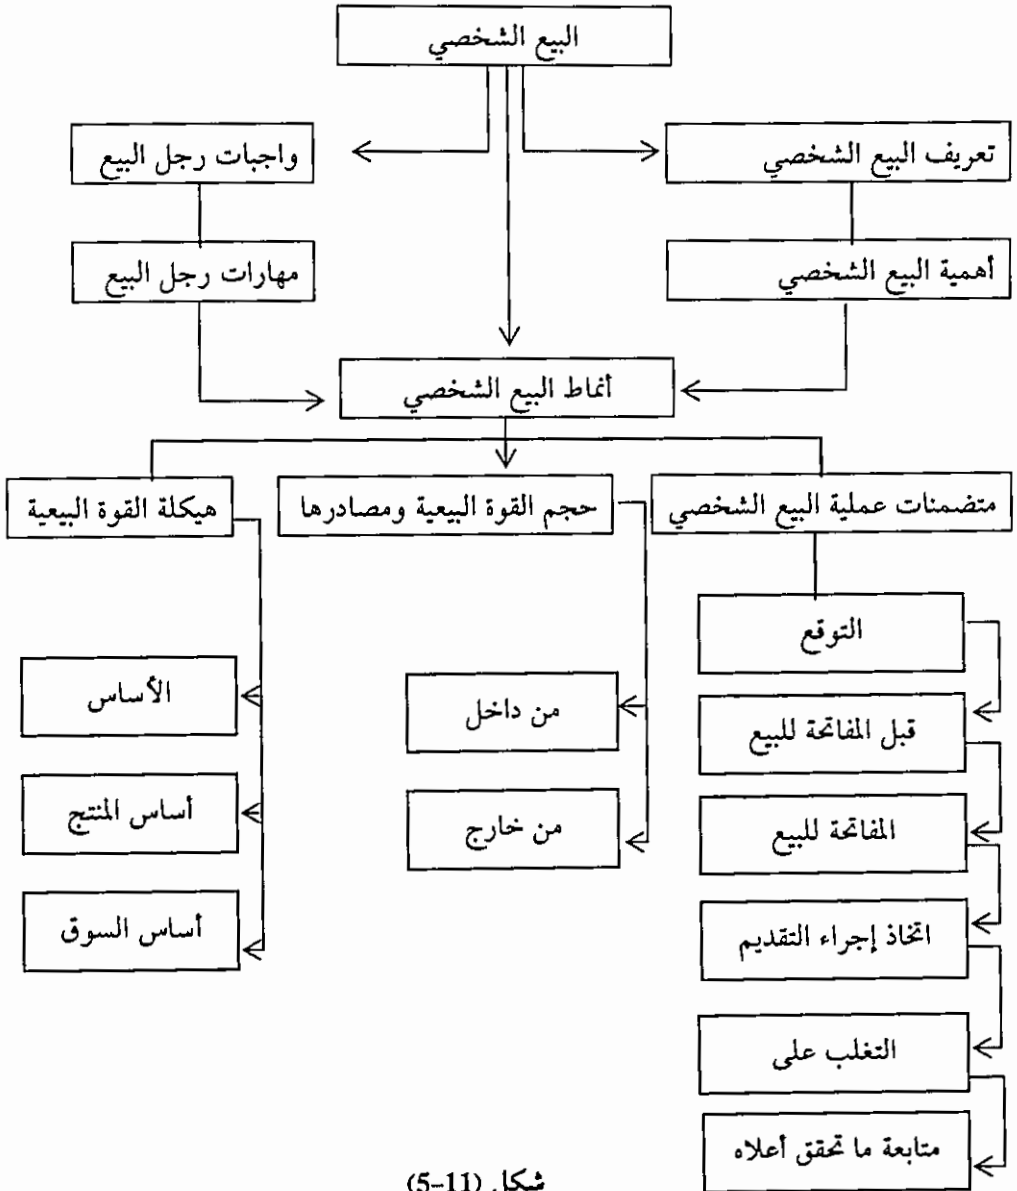 البيع الشخصي
تعريف البيع الشخصي
واجبات رجل البيع
أهمية البيع الشخصي
مهارات رجل البيع
أنماط البيع الشخصي
متضمنات عملية البيع الشخصي
حجم القوة البيعية ومصادرها
هيكلة القوة البيعية
التوقع
قبل المفاتحة للبيع
المفاتحة للبيع
اتخاذ إجراء التقديم
التغلب على
متابعة ما تحقق أعلاه
من داخل
من خارج
الأساس
أساس المنتج
أساس السوق
شكل (11-5)